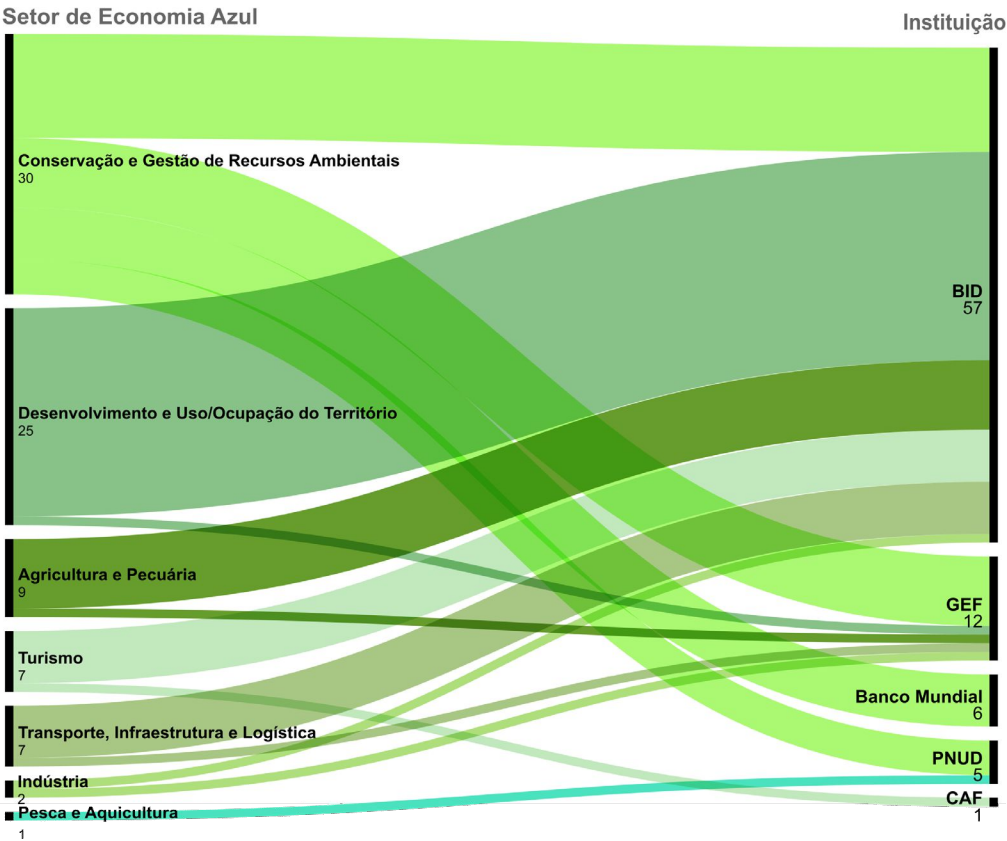 Setor de Economia Azul
Instituição
Conservação e Gestão de Recursos Ambientais
30
BID
57
Desenvolvimento e Uso/Ocupação do Território
25
Agricultura e Pecuária
9
GEF
12
Turismo
7
Banco Mundial
6
Transporte, Infraestrutura e Logística
7
PNUD
5
Indústria
2
CAF
1
Pesca e Aquicultura
1